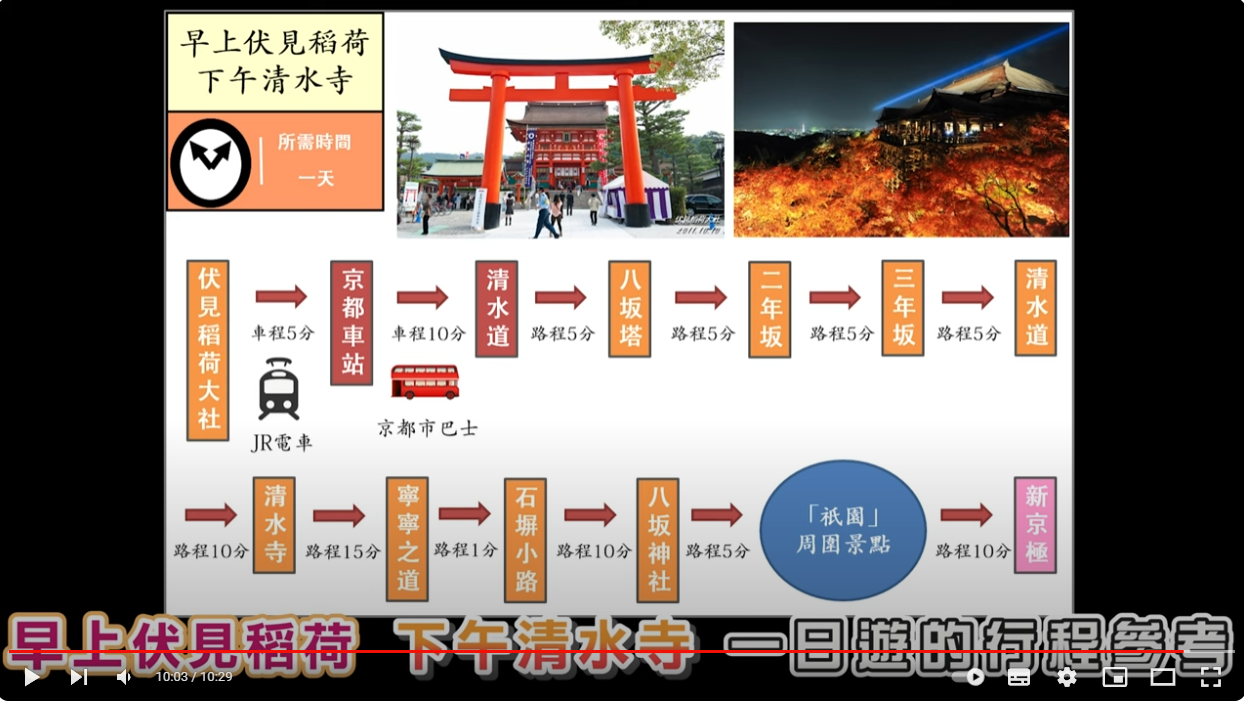 早上伏見稻荷
下午清水寺
所需時間
一天
2011.10.10
伏見稻荷大社
車程5分
JR電車
京都車站
車程10分
京都市巴士
清水道
路程5分
八坂塔
路程5分
二年坂
路程5分
三年坂
路程5分
清水道
路程10分
清水寺
路程15分
寧寧之道
路程1分
石塀小路
路程10分
八坂神社
路程5分
「祇園」
周圍景點
路程10分
新京極
早上伏見稻荷 下午清水寺 一日遊的行程參考
10:03 / 10:29